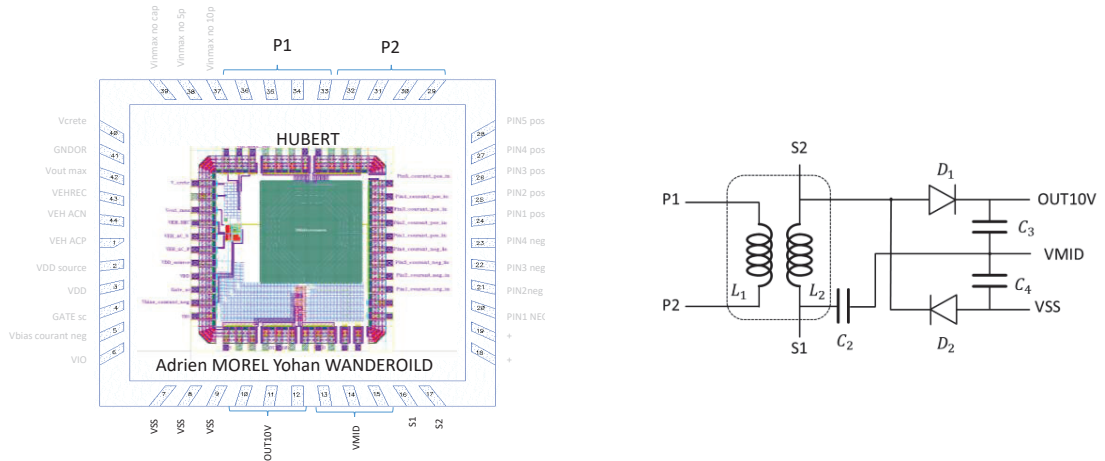 Vinmax no cap
Vinmax no 5p
Vinmax no 10p
P1
P2
39
38
37
36
35
34
33
32
31
30
29
Vcrete
GNDOR
Vout max
VEHREC
VEH ACN
VEH ACP
VDD source
VDD
GATE sc
Vbias courant neg
VIO
40
41
42
43
44
1
2
3
4
5
6
HUBERT
28
27
26
25
24
23
22
21
20
19
18
PIN5 pos
PIN4 pos
PIN3 pos
PIN2 pos
PIN1 pos
PIN4 neg
PIN3 neg
PIN2neg
PIN1 NEG
*
*
Adrien MOREL Yohan WANDEROILD
7
8
9
10
11
12
13
14
15
16
17
VSS
VSS
VSS
OUT10V
VMID
S1
S2
S2
P1
P2
L1
L2
S1
C2
D1
D2
C3
C4
OUT10V
VMID
VSS